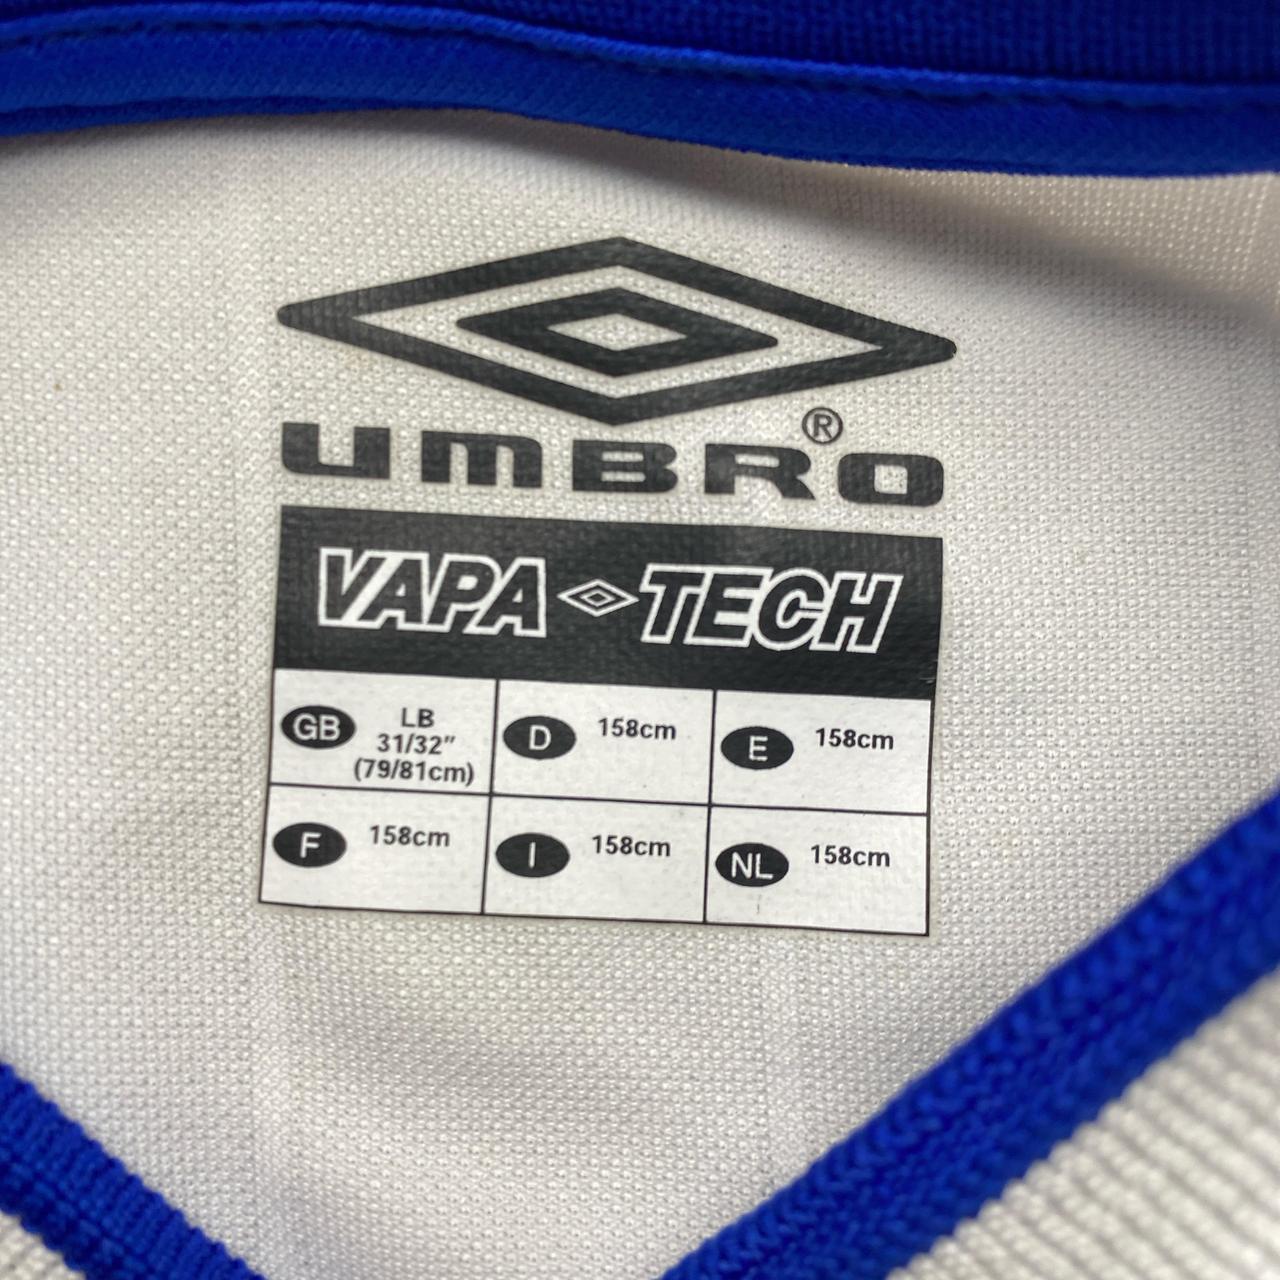 UMBRO®
VAPA TECH
GB LB
31/32"
(79/81cm)
D 158cm
E 158cm
F 158cm
I 158cm
NL 158cm